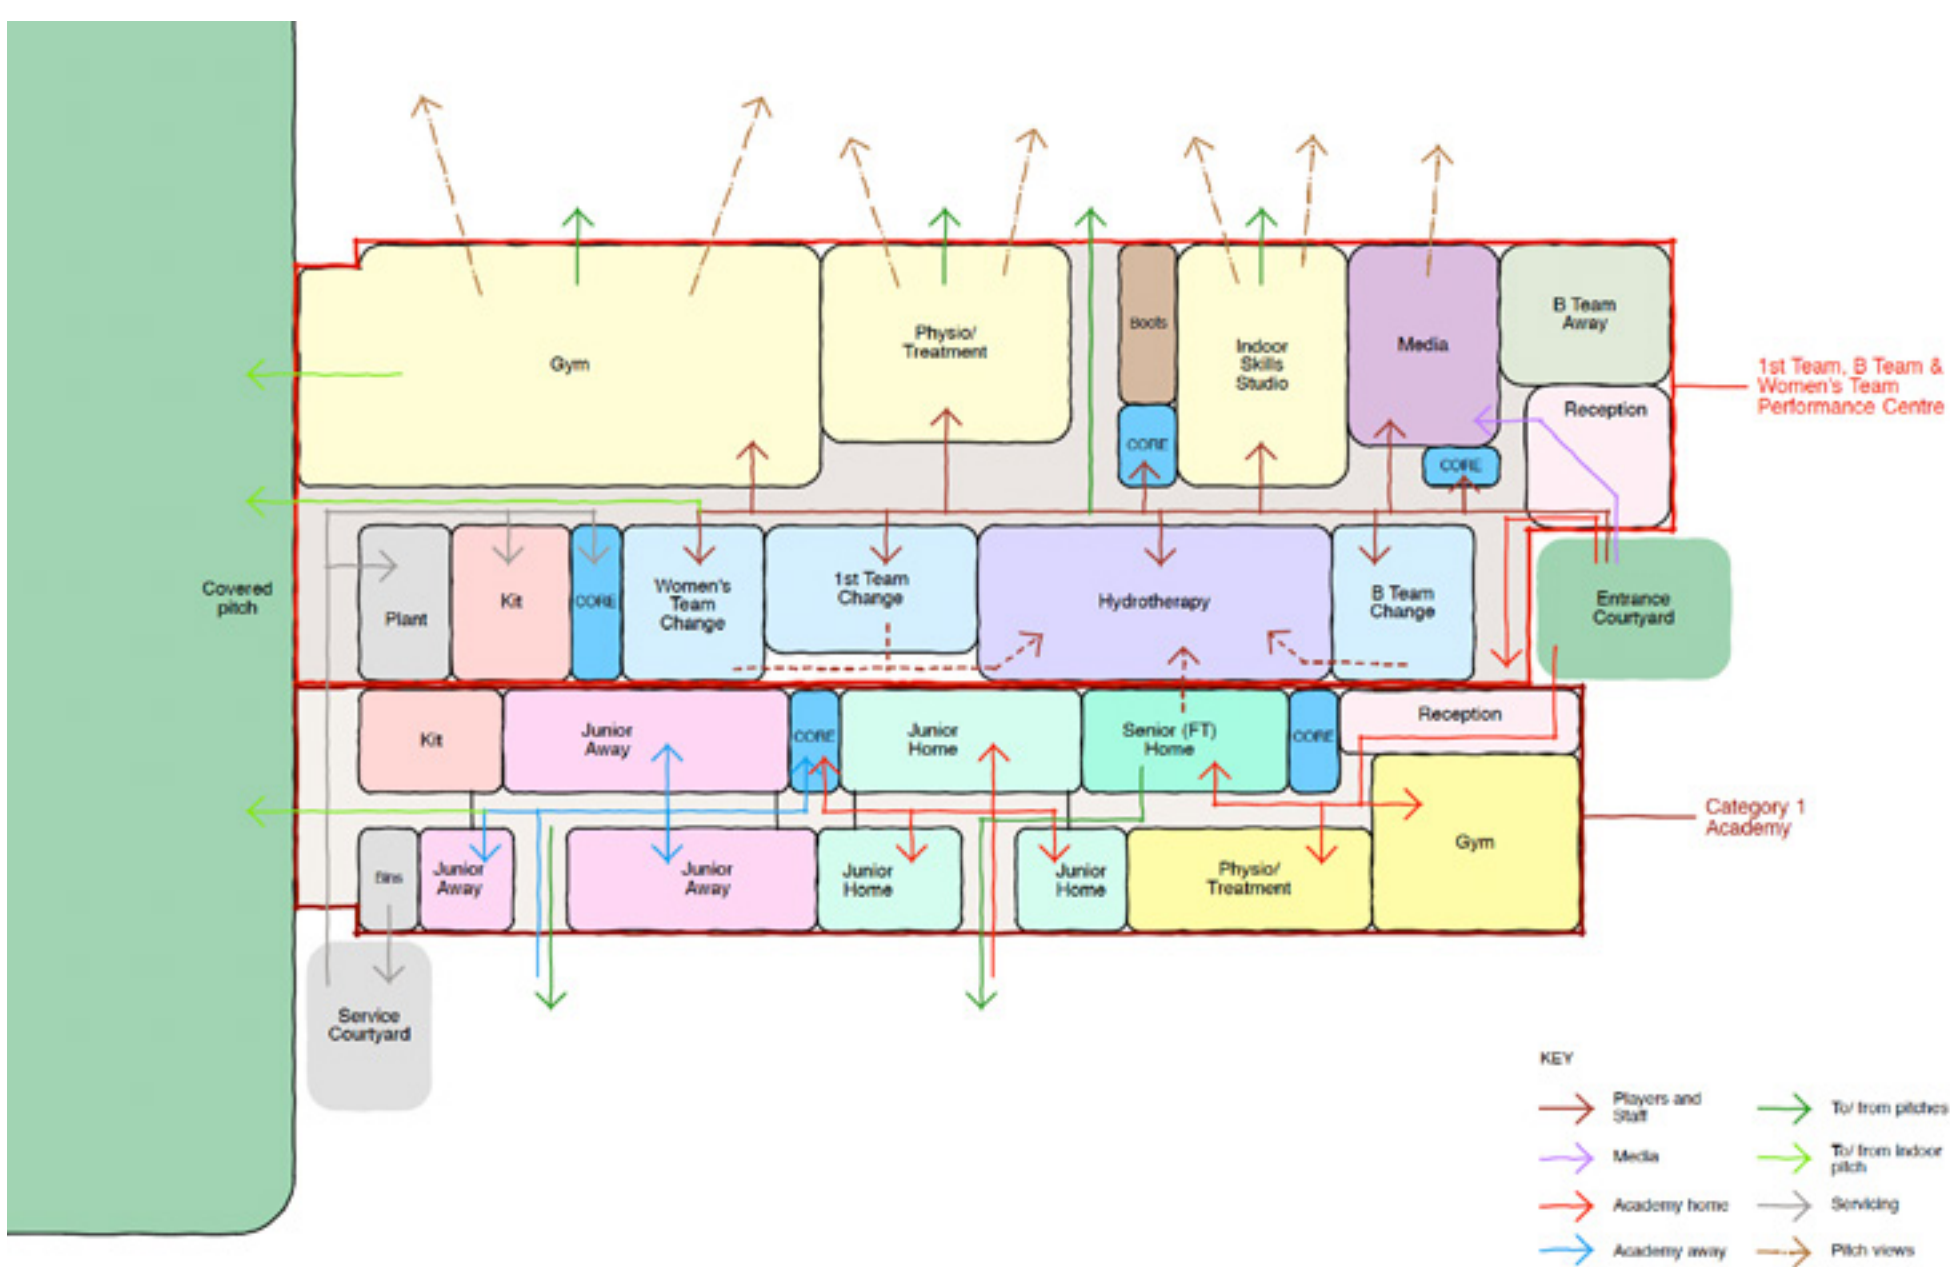 B Team
Away
Physio/
Treatment
Boots
Indoor
Skills
Studio
Media
Gym
Reception
1st Team, B Team &
Women's Team
Performance Centre
CORE
CORE
Covered
pitch
Plant
Kit
CORE
Women's
Team
Change
1st Team
Change
Hydrotherapy
B Team
Change
Entrance
Courtyard
Kit
Junior
Away
CORE
Junior
Home
Senior (FT)
Home
CORE
Reception
Category 1
Academy
Bins
Junior
Away
Junior
Away
Junior
Home
Junior
Home
Physio/
Treatment
Gym
Service
Courtyard
KEY
Players and
Staff
Media
Academy home
Academy away
To/ from pitches
To/ from indoor
pitch
Servicing
Pitch views